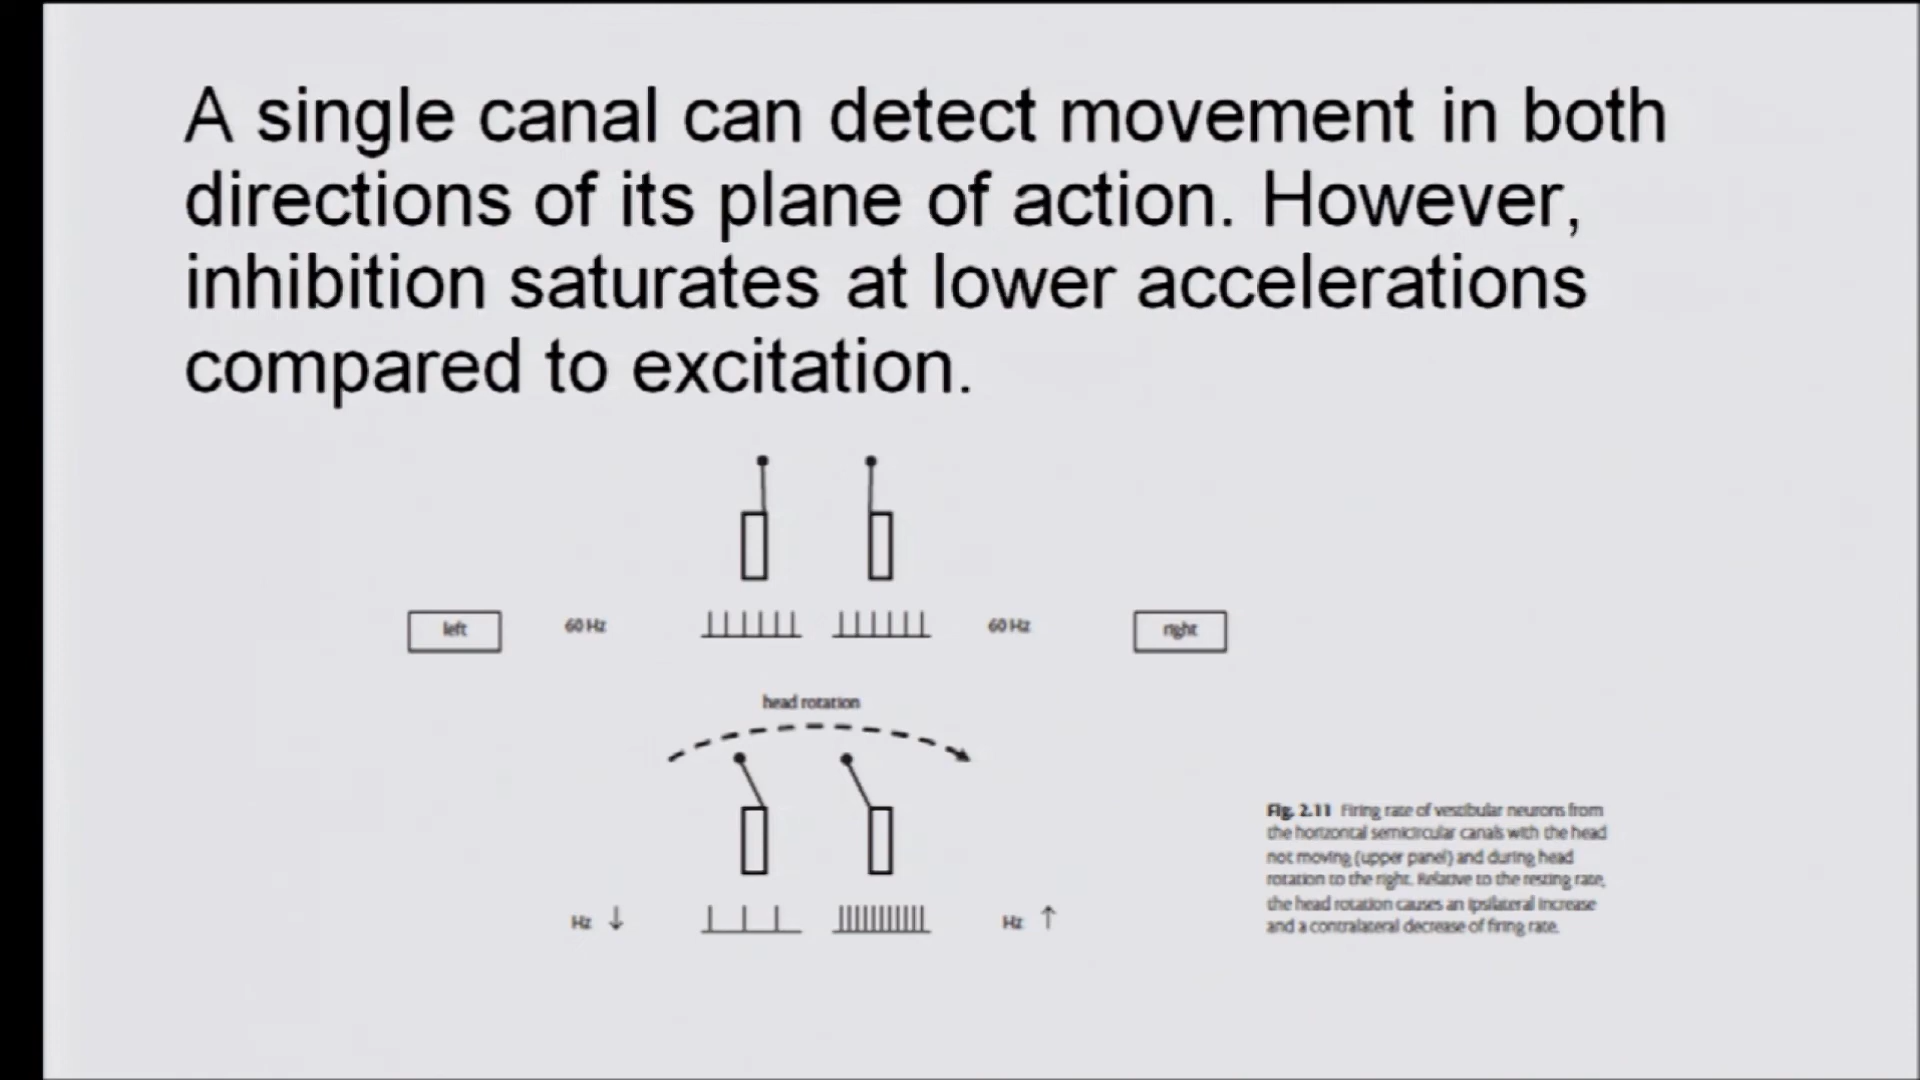 A single canal can detect movement in both
directions of its plane of action. However,
inhibition saturates at lower accelerations
compared to excitation.
left
60 Hz
60 Hz
right
head rotation
Hz ↓
Hz ↑
Fig. 2.11 Firing rate of vestibular neurons from
the horizontal semicircular canals with the head
not moving (upper panel) and during head
rotation to the right. Relative to the resting rate,
the head rotation causes an ipsilateral increase
and a contralateral decrease of firing rate.